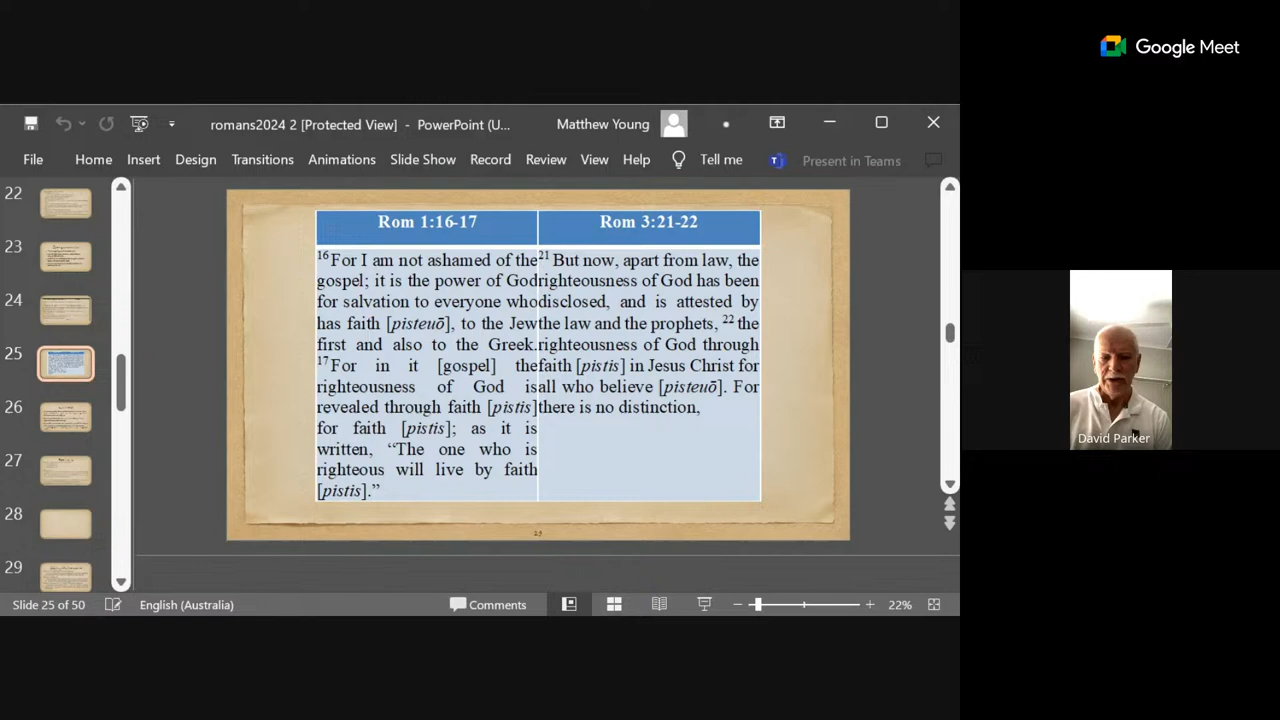 Google Meet
romans2024 2 [Protected View] - PowerPoint (U...
Matthew Young
File Home Insert Design Transitions Animations Slide Show Record Review View Help Tell me Present in Teams
22
23
24
25
26
27
28
29
Rom 1:16-17
16 For I am not ashamed of the
gospel; it is the power of God
for salvation to everyone who
has faith [pisteuō], to the Jew
first and also to the Greek.
17 For in it [gospel] the
righteousness of God is
revealed through faith [pistis]
for faith [pistis]; as it is
written, “The one who is
righteous will live by faith
[pistis].”
Rom 3:21-22
21 But now, apart from law, the
righteousness of God has been
disclosed, and is attested by
the law and the prophets, 22 the
righteousness of God through
faith [pistis] in Jesus Christ for
all who believe [pisteuō]. For
there is no distinction,
25
David Parker
Slide 25 of 50 English (Australia) Comments 22%